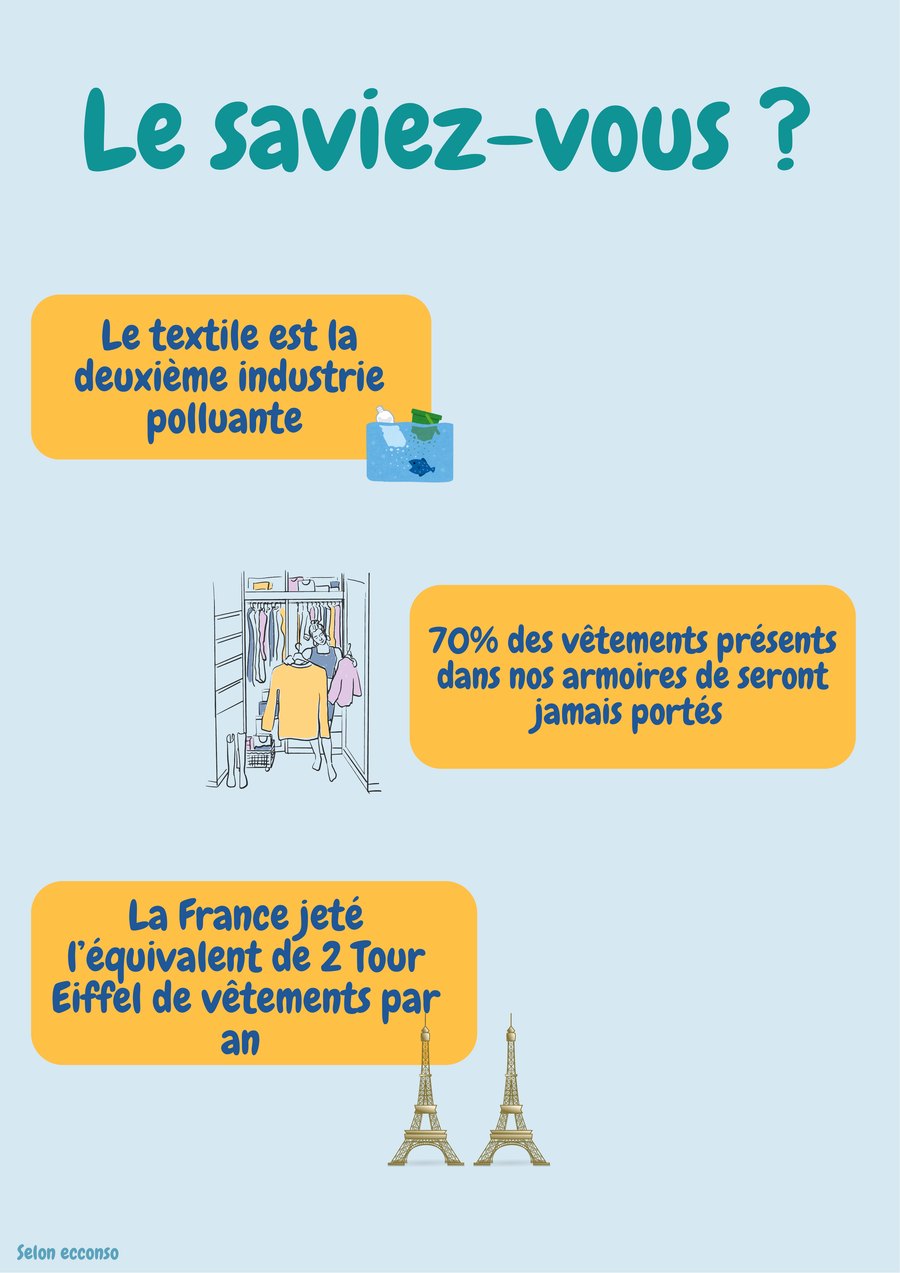 Le saviez-vous ?
Le textile est la
deuxième industrie
polluante
70% des vêtements présents
dans nos armoires de seront
jamais portés
La France jeté
l'équivalent de 2 Tour
Eiffel de vêtements par
an
Selon ecconso